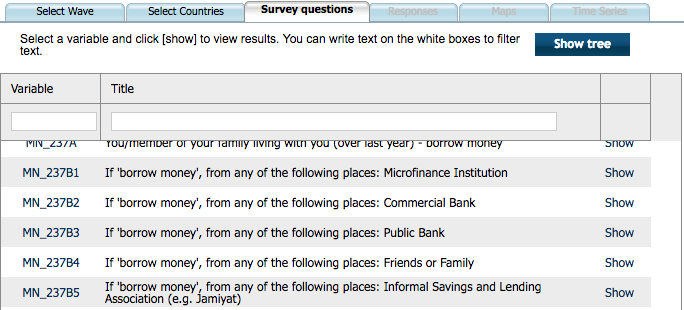 Select Wave Select Countries Survey questions Responses Maps Time Series
Select a variable and click [show] to view results. You can write text on the white boxes to filter
text.
Show tree
Variable Title
MN_237A You/member of your family living with you (over last year) - borrow money Show
MN_237B1 If 'borrow money', from any of the following places: Microfinance Institution Show
MN_237B2 If 'borrow money', from any of the following places: Commercial Bank Show
MN_237B3 If 'borrow money', from any of the following places: Public Bank Show
MN_237B4 If 'borrow money', from any of the following places: Friends or Family Show
MN_237B5 If 'borrow money', from any of the following places: Informal Savings and Lending
Association (e.g. Jamiyat) Show